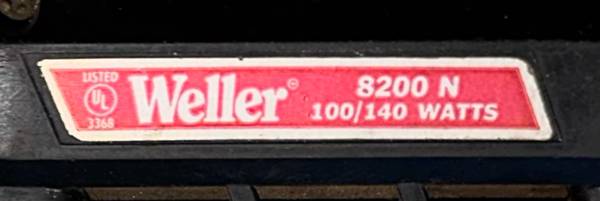 LISTED
UL
3368
Weller®
8200 N
100/140 WATTS